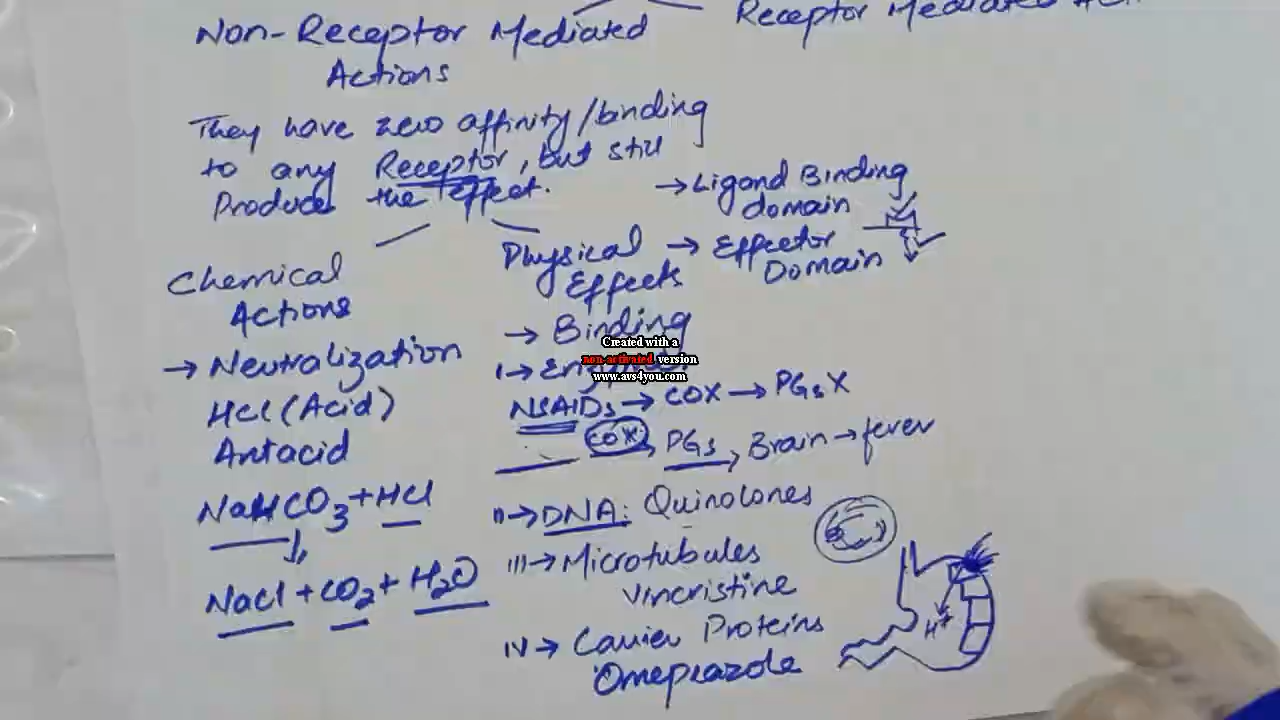 Non-Receptor Mediated
Actions
Receptor Mediated
They have zero affinity/binding
to any Receptor, but still
Produces the effect.
→ Ligand Binding
domain
→ Effector
Domain
Chemical
Actions
→ Neutralization
HCl (Acid)
Antacid
NaHCO3 + HCl
↓
NaCl + CO2 + H2O
Physical
Effects
→ Binding
Created with a
non-activated version
www.avs4you.com
NSAIDs → COX → PGs X
COX, PGs, Brain → fever
II → DNA: Quinolones
III → Microtubules
Vincristine
IV → Carrier Proteins
Omeprazole
H+